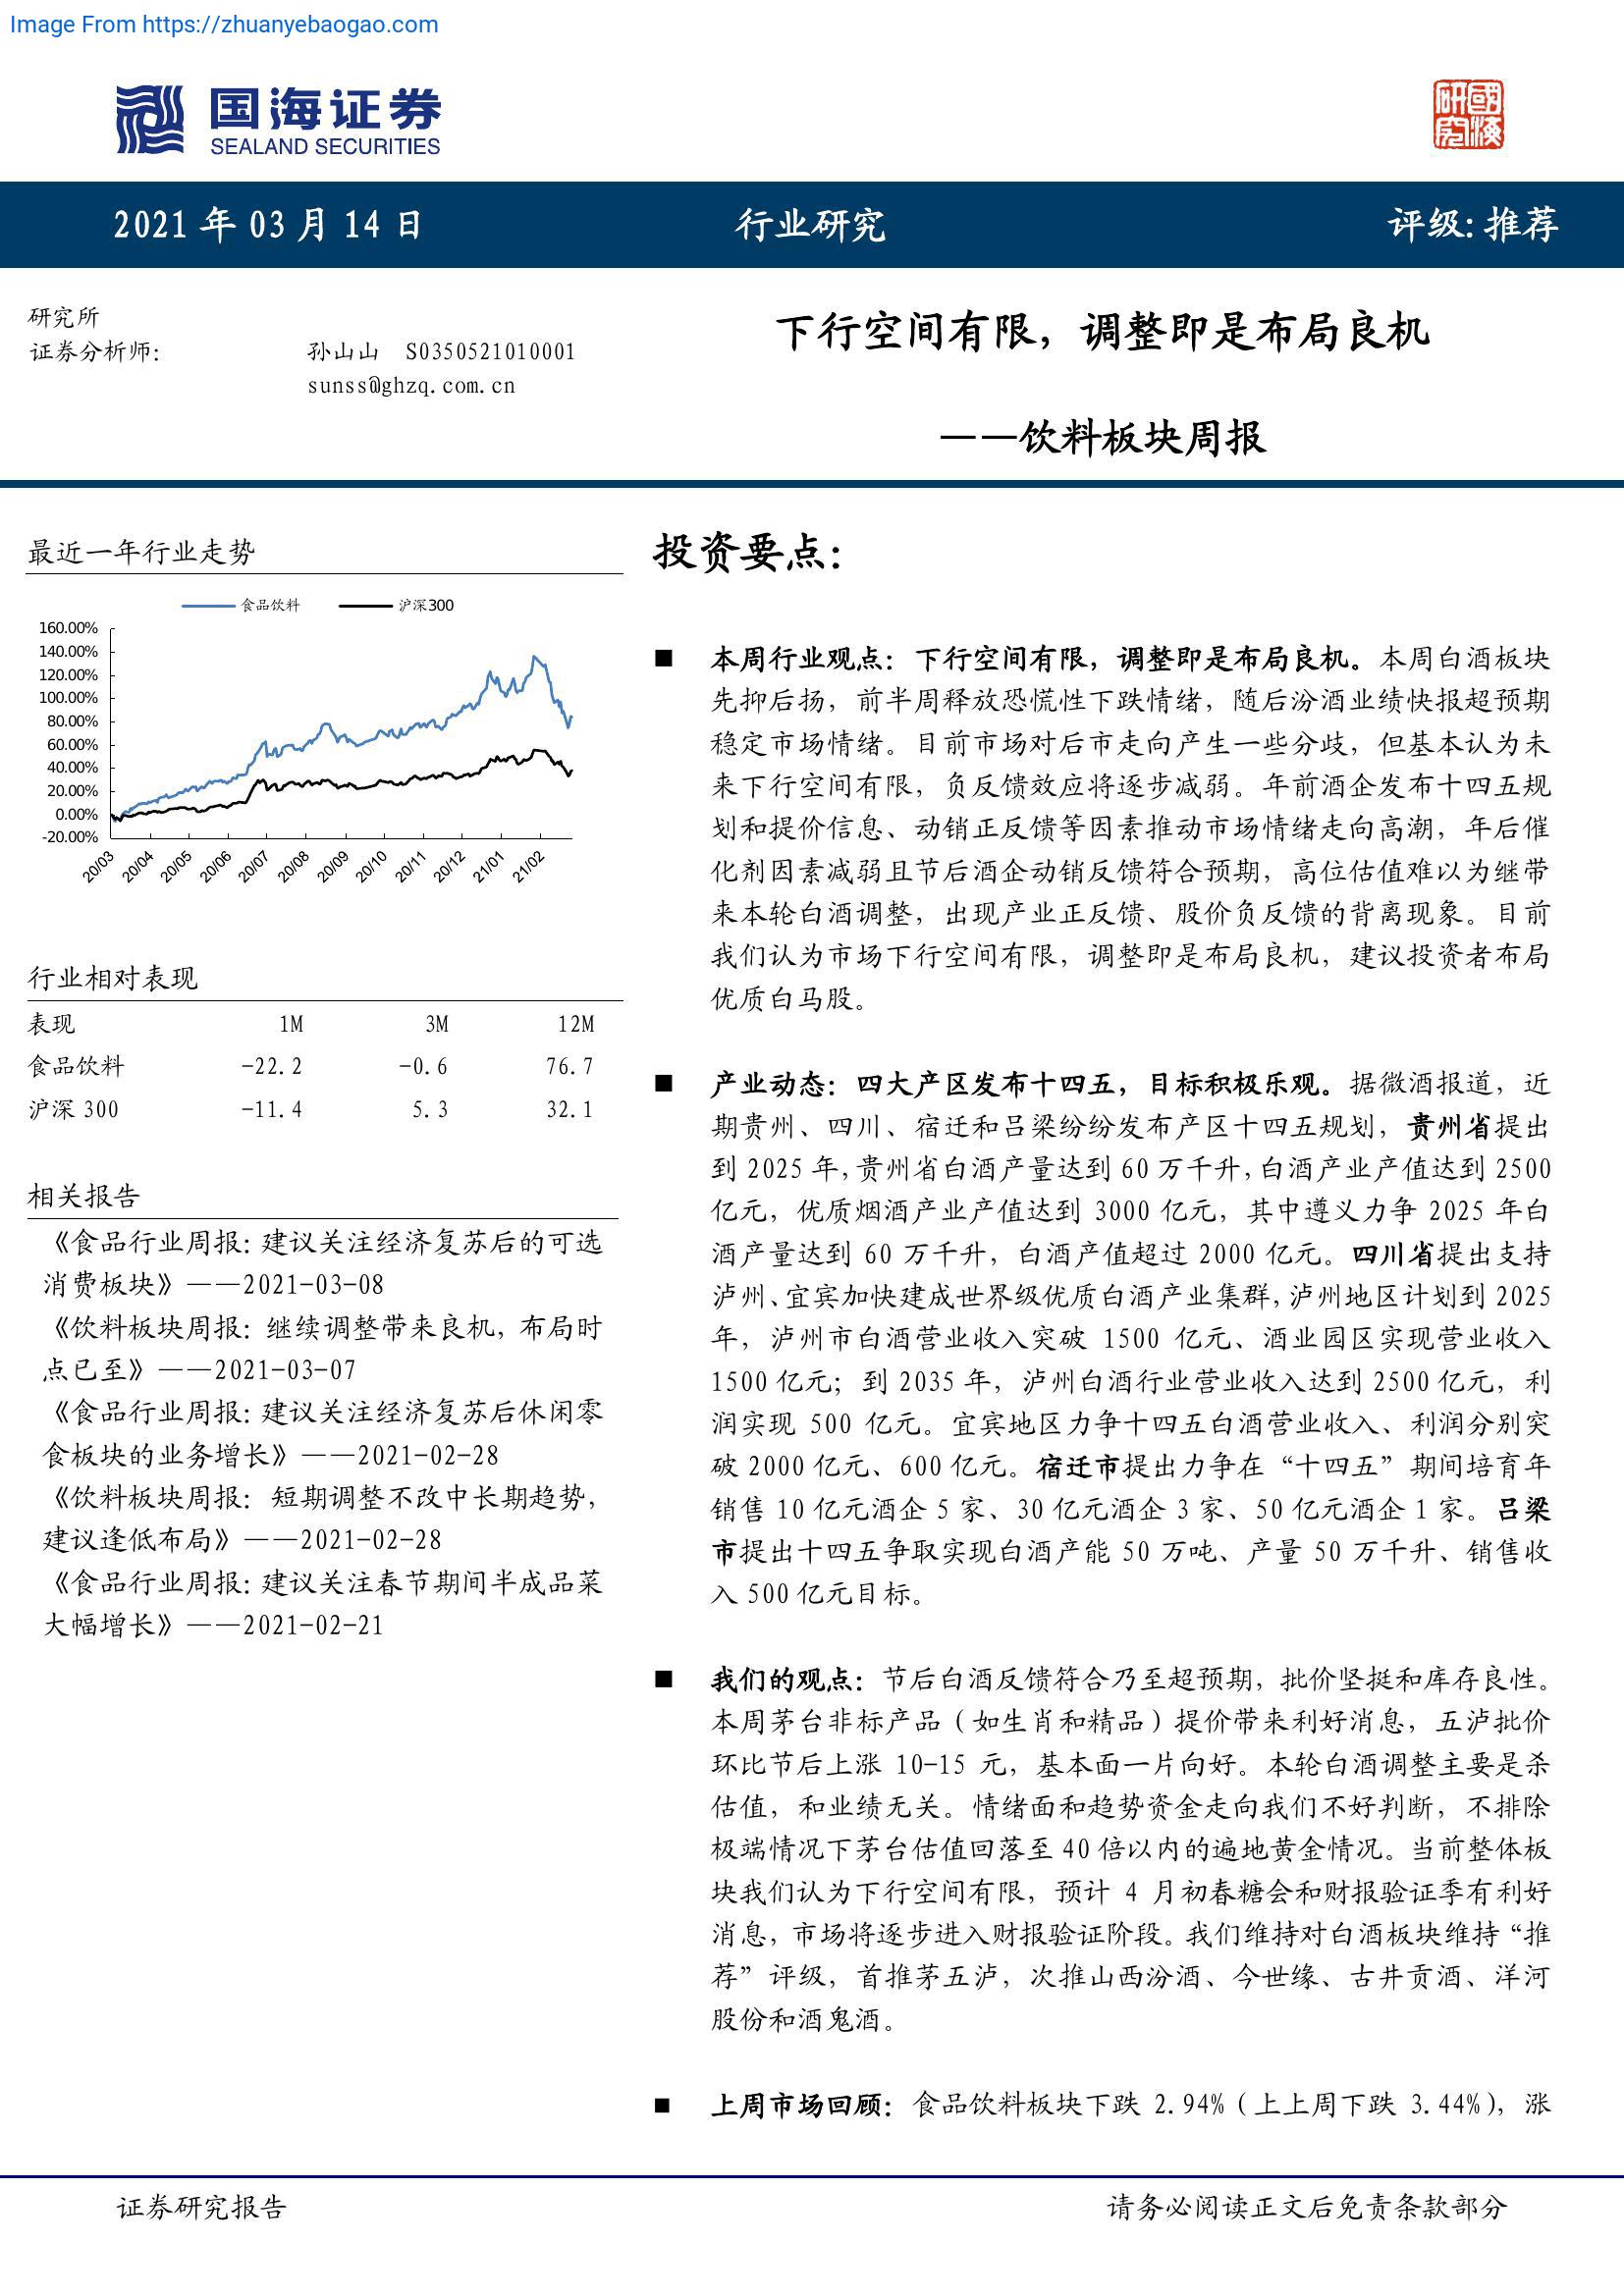 Image From https://zhuanyebaogao.com
国海证券
SEALAND SECURITIES
國海研究
2021 年 03 月 14 日
行业研究
评级:推荐
研究所
证券分析师:
孙山山 S0350521010001
sunss@ghzq.com.cn
下行空间有限，调整即是布局良机
——饮料板块周报
最近一年行业走势
食品饮料
沪深300
160.00%
140.00%
120.00%
100.00%
80.00%
60.00%
40.00%
20.00%
0.00%
-20.00%
20/03
20/04
20/05
20/06
20/07
20/08
20/09
20/10
20/11
20/12
21/01
21/02
行业相对表现
表现 1M 3M 12M
食品饮料 -22.2 -0.6 76.7
沪深 300 -11.4 5.3 32.1
相关报告
《食品行业周报：建议关注经济复苏后的可选
消费板块》——2021-03-08
《饮料板块周报：继续调整带来良机，布局时
点已至》——2021-03-07
《食品行业周报：建议关注经济复苏后休闲零
食板块的业务增长》——2021-02-28
《饮料板块周报：短期调整不改中长期趋势，
建议逢低布局》——2021-02-28
《食品行业周报：建议关注春节期间半成品菜
大幅增长》——2021-02-21
投资要点：
■ 本周行业观点：下行空间有限，调整即是布局良机。本周白酒板块
先抑后扬，前半周释放恐慌性下跌情绪，随后汾酒业绩快报超预期
稳定市场情绪。目前市场对后市走向产生一些分歧，但基本认为未
来下行空间有限，负反馈效应将逐步减弱。年前酒企发布十四五规
划和提价信息、动销正反馈等因素推动市场情绪走向高潮，年后催
化剂因素减弱且节后酒企动销反馈符合预期，高位估值难以为继带
来本轮白酒调整，出现产业正反馈、股价负反馈的背离现象。目前
我们认为市场下行空间有限，调整即是布局良机，建议投资者布局
优质白马股。
■ 产业动态：四大产区发布十四五，目标积极乐观。据微酒报道，近
期贵州、四川、宿迁和吕梁纷纷发布产区十四五规划，贵州省提出
到 2025 年,贵州省白酒产量达到 60 万千升,白酒产业产值达到 2500
亿元，优质烟酒产业产值达到 3000 亿元，其中遵义力争 2025 年白
酒产量达到 60 万千升，白酒产值超过 2000 亿元。四川省提出支持
泸州、宜宾加快建成世界级优质白酒产业集群,泸州地区计划到 2025
年，泸州市白酒营业收入突破 1500 亿元、酒业园区实现营业收入
1500 亿元；到 2035 年，泸州白酒行业营业收入达到 2500 亿元，利
润实现 500 亿元。宜宾地区力争十四五白酒营业收入、利润分别突
破 2000 亿元、600 亿元。宿迁市提出力争在“十四五”期间培育年
销售 10 亿元酒企 5 家、30 亿元酒企 3 家、50 亿元酒企 1 家。吕梁
市提出十四五争取实现白酒产能 50 万吨、产量 50 万千升、销售收
入 500 亿元目标。
■ 我们的观点：节后白酒反馈符合乃至超预期，批价坚挺和库存良性。
本周茅台非标产品（如生肖和精品）提价带来利好消息，五泸批价
环比节后上涨 10-15 元，基本面一片向好。本轮白酒调整主要是杀
估值，和业绩无关。情绪面和趋势资金走向我们不好判断，不排除
极端情况下茅台估值回落至 40 倍以内的遍地黄金情况。当前整体板
块我们认为下行空间有限，预计 4 月初春糖会和财报验证季有利好
消息，市场将逐步进入财报验证阶段。我们维持对白酒板块维持“推
荐”评级，首推茅五泸，次推山西汾酒、今世缘、古井贡酒、洋河
股份和酒鬼酒。
■ 上周市场回顾：食品饮料板块下跌 2.94%（上上周下跌 3.44%），涨
证券研究报告
请务必阅读正文后免责条款部分